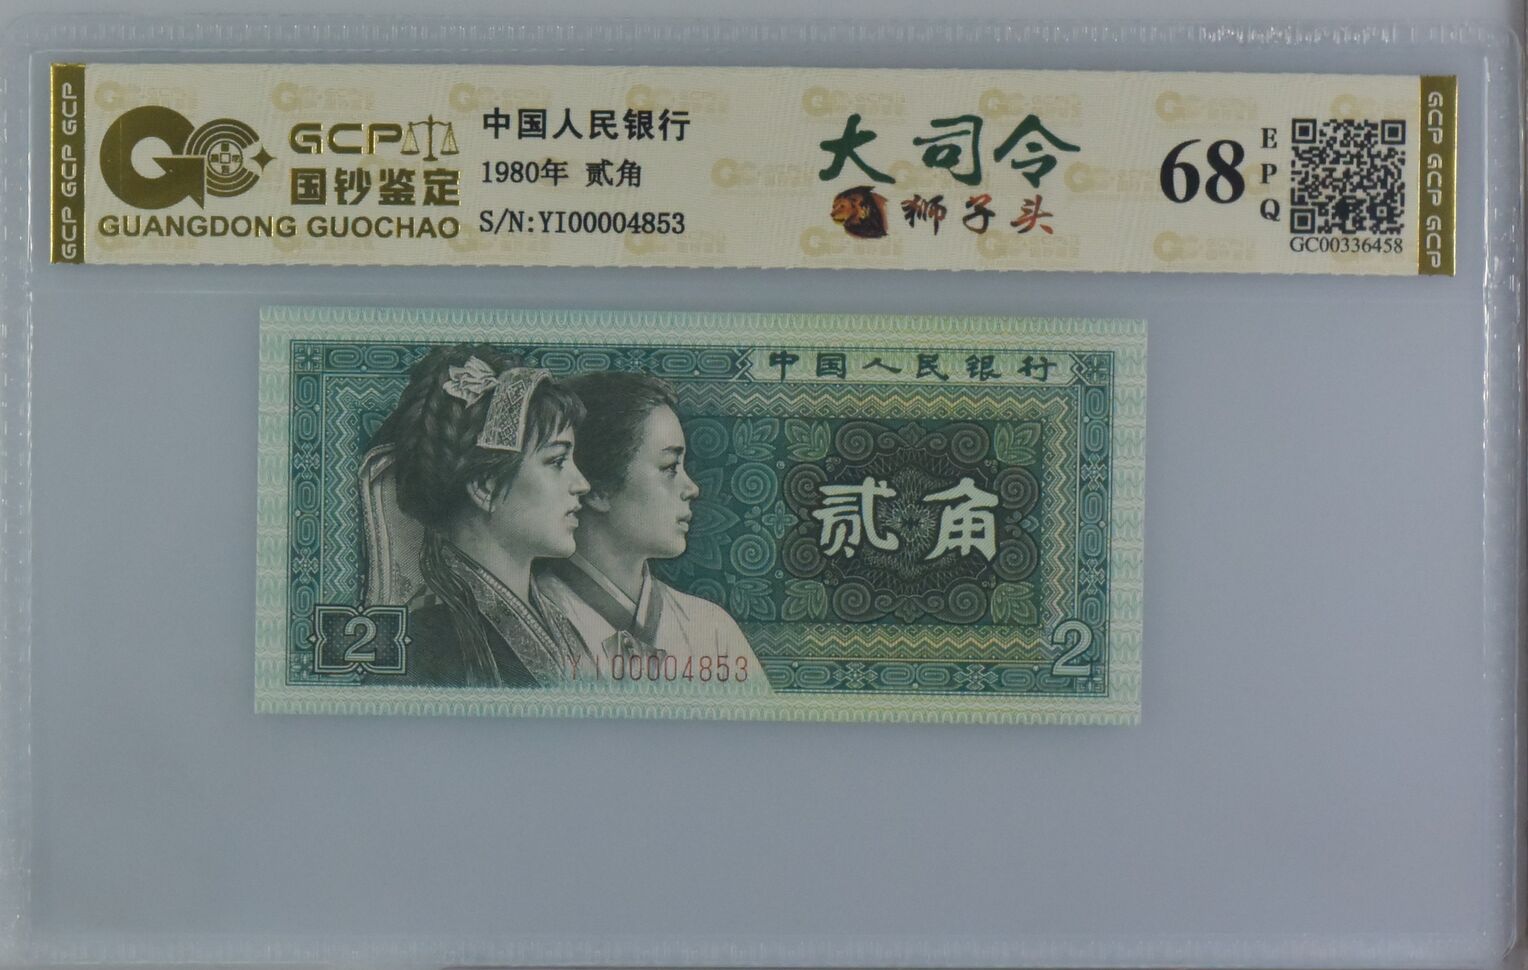 GCP GCP GCP
GCP
国钞鉴定
GUANGDONG GUOCHAO
中国人民银行
1980年 贰角
S/N:YI00004853
大司令
狮子头
68
EPQ
GC00336458
GCP GCP GCP
中国人民银行
贰角
2
YI00004853
2